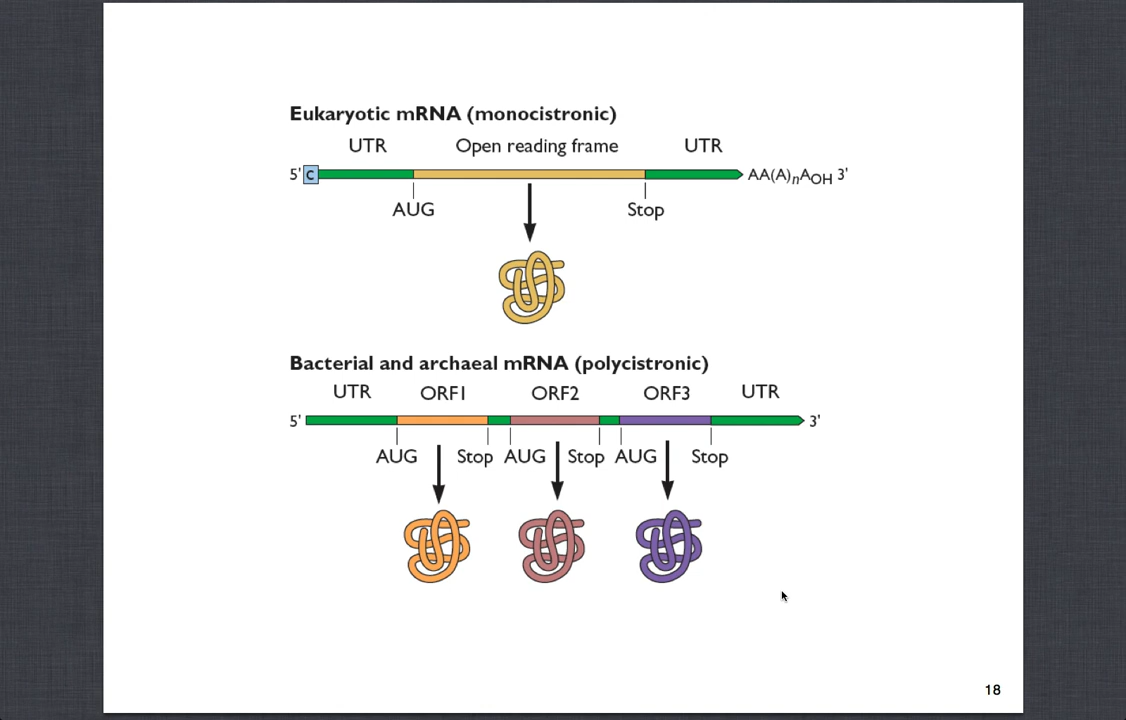 Eukaryotic mRNA (monocistronic)
UTR Open reading frame UTR
5' C AA(A)nAOH 3'
AUG Stop
Bacterial and archaeal mRNA (polycistronic)
UTR ORF1 ORF2 ORF3 UTR
5' 3'
AUG Stop AUG Stop AUG Stop
18